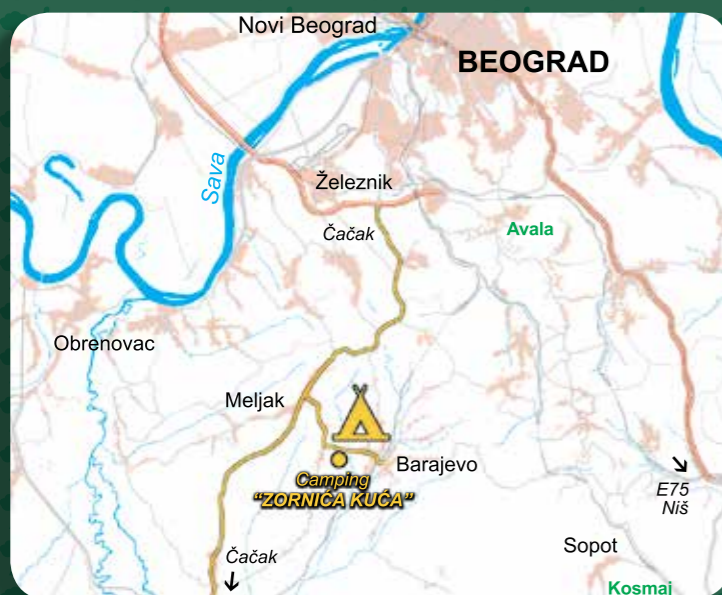 Novi Beograd
BEOGRAD
Sava
Železnik
Čačak
Avala
Obrenovac
Meljak
Barajevo
Camping
"ZORNIĆA KUĆA"
E75
Niš
Čačak
Sopot
Kosmaj